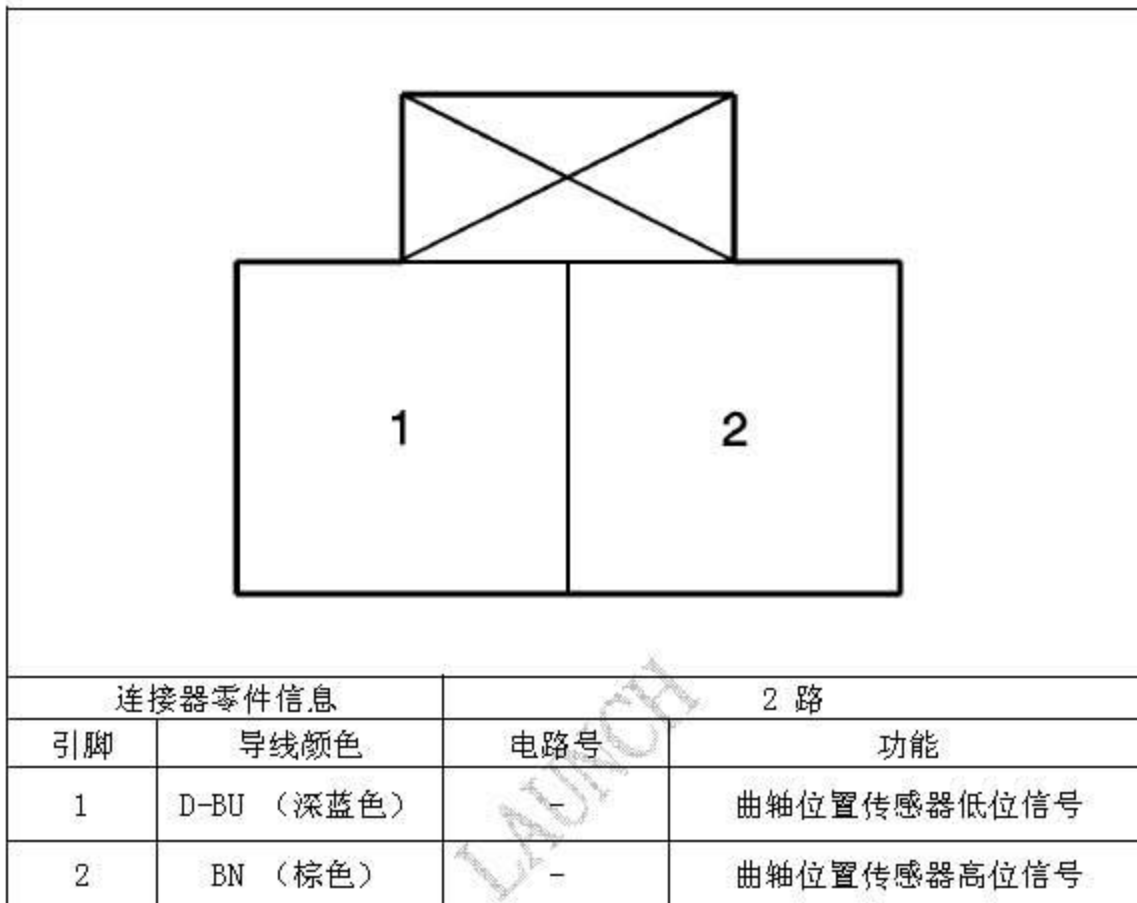 1 2
连接器零件信息 2 路
引脚 导线颜色 电路号 功能
1 D-BU （深蓝色） - 曲轴位置传感器低位信号
2 BN （棕色） - 曲轴位置传感器高位信号
LAUNCH